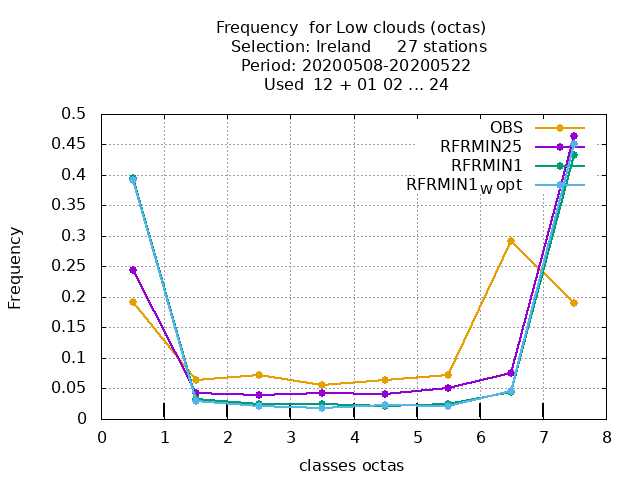 Frequency  for Low clouds (octas)
Selection: Ireland     27 stations
Period: 20200508-20200522
Used  12 + 01 02 ... 24
0.5
0.45
0.4
0.35
0.3
0.25
0.2
0.15
0.1
0.05
0
Frequency
OBS
RFRMIN25
RFRMIN1
RFRMIN1w opt
0 1 2 3 4 5 6 7 8
classes octas